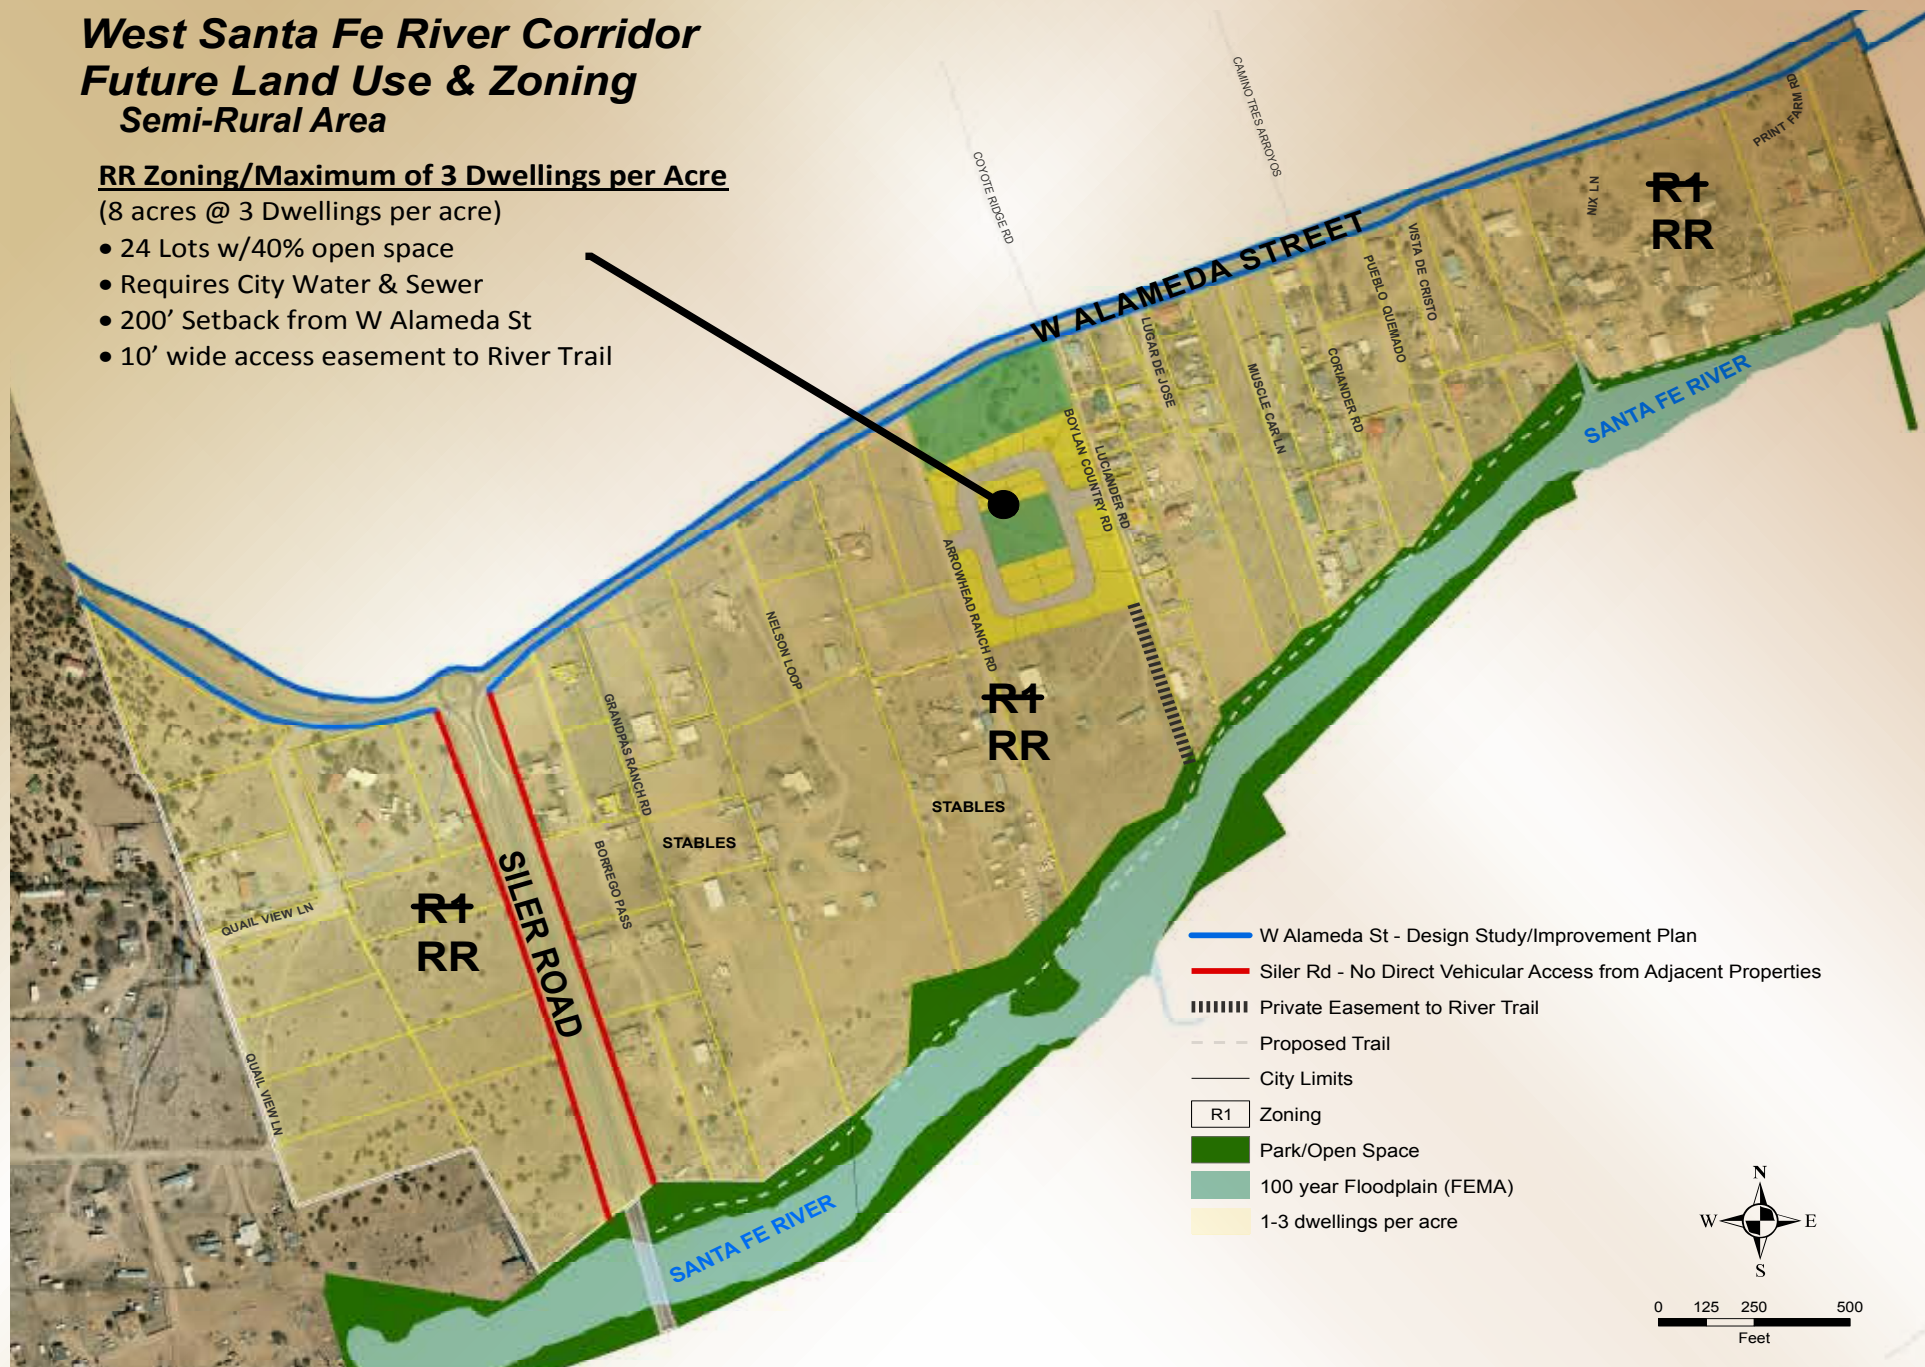 West Santa Fe River Corridor
Future Land Use & Zoning
Semi-Rural Area
RR Zoning/Maximum of 3 Dwellings per Acre
(8 acres @ 3 Dwellings per acre)
• 24 Lots w/40% open space
• Requires City Water & Sewer
• 200’ Setback from W Alameda St
• 10’ wide access easement to River Trail
COYOTE RIDGE RD
CAMINO TRES ARROYOS
PRINT FARM RD
NIX LN
R1
RR
W ALAMEDA STREET
VISTA DE CRISTO
PUEBLO QUEMADO
LUGAR DE JOSE
CORIANDER RD
MUSCLE CAR LN
SANTA FE RIVER
BOYLAN COUNTRY RD
LUCIANDER RD
ARROWHEAD RANCH RD
NELSON LOOP
GRANDPAS RANCH RD
R1
RR
STABLES
STABLES
BORREGO PASS
SILER ROAD
R1
RR
QUAIL VIEW LN
QUAIL VIEW LN
SANTA FE RIVER
W Alameda St - Design Study/Improvement Plan
Siler Rd - No Direct Vehicular Access from Adjacent Properties
Private Easement to River Trail
Proposed Trail
City Limits
R1 Zoning
Park/Open Space
100 year Floodplain (FEMA)
1-3 dwellings per acre
N
W E
S
0 125 250 500
Feet